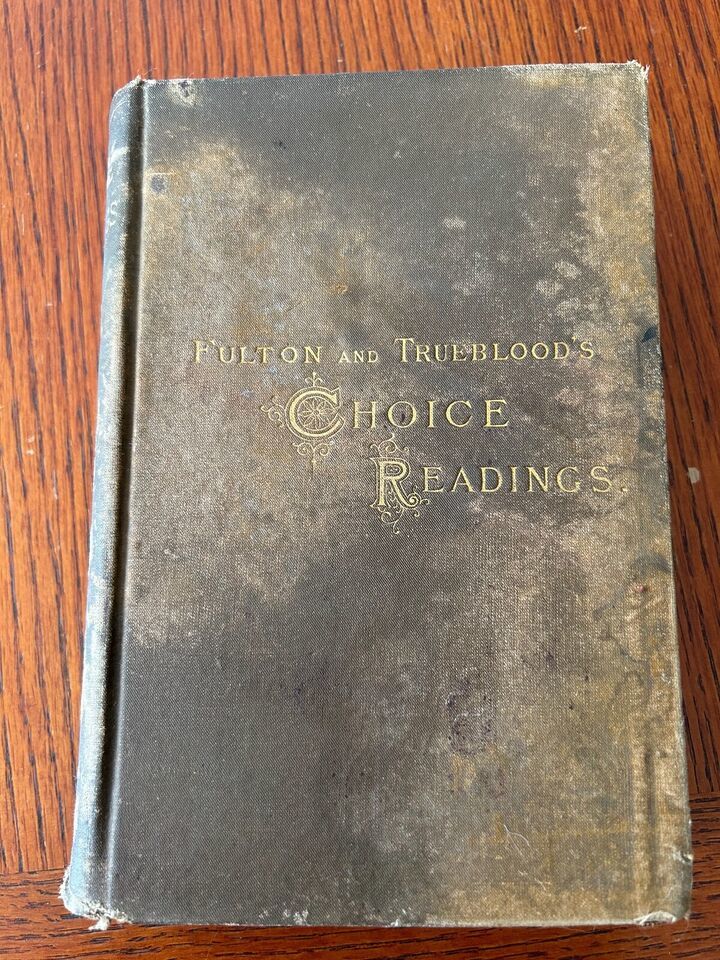 FULTON AND TRUEBLOOD'S
CHOICE
READINGS.